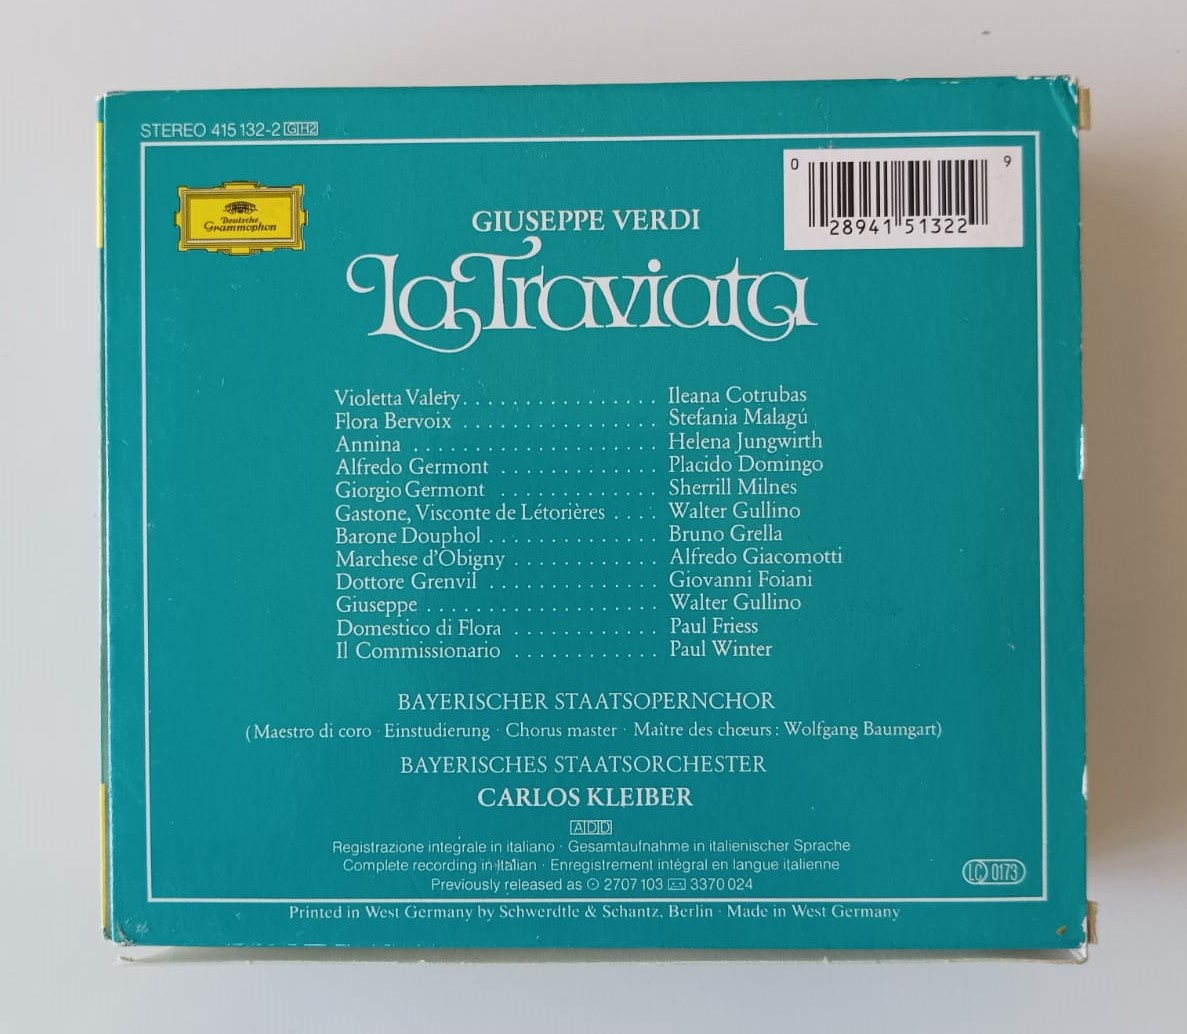 STEREO 415 132-2 GH2
0 28941 51322 9
Deutsche
Grammophon
GIUSEPPE VERDI
La Traviata
Violetta Valery. . . . . . . . . . . . . . . . Ileana Cotrubas
Flora Bervoix . . . . . . . . . . . . . . . . Stefania Malagú
Annina . . . . . . . . . . . . . . . . . . . . Helena Jungwirth
Alfredo Germont . . . . . . . . . . . . . Placido Domingo
Giorgio Germont . . . . . . . . . . . . . Sherrill Milnes
Gastone, Visconte de Létorières . . . . Walter Gullino
Barone Douphol . . . . . . . . . . . . . . Bruno Grella
Marchese d'Obigny . . . . . . . . . . . . Alfredo Giacomotti
Dottore Grenvil . . . . . . . . . . . . . . Giovanni Foiani
Giuseppe . . . . . . . . . . . . . . . . . . . Walter Gullino
Domestico di Flora . . . . . . . . . . . . Paul Friess
Il Commissionario . . . . . . . . . . . . Paul Winter
BAYERISCHER STAATSOPERNCHOR
(Maestro di coro · Einstudierung · Chorus master · Maître des chœurs: Wolfgang Baumgart)
BAYERISCHES STAATSORCHESTER
CARLOS KLEIBER
ADD
Registrazione integrale in italiano · Gesamtaufnahme in italienischer Sprache
Complete recording in Italian · Enregistrement intégral en langue italienne
Previously released as 2707 103 3370 024
LC 0173
Printed in West Germany by Schwerdtle & Schantz, Berlin · Made in West Germany